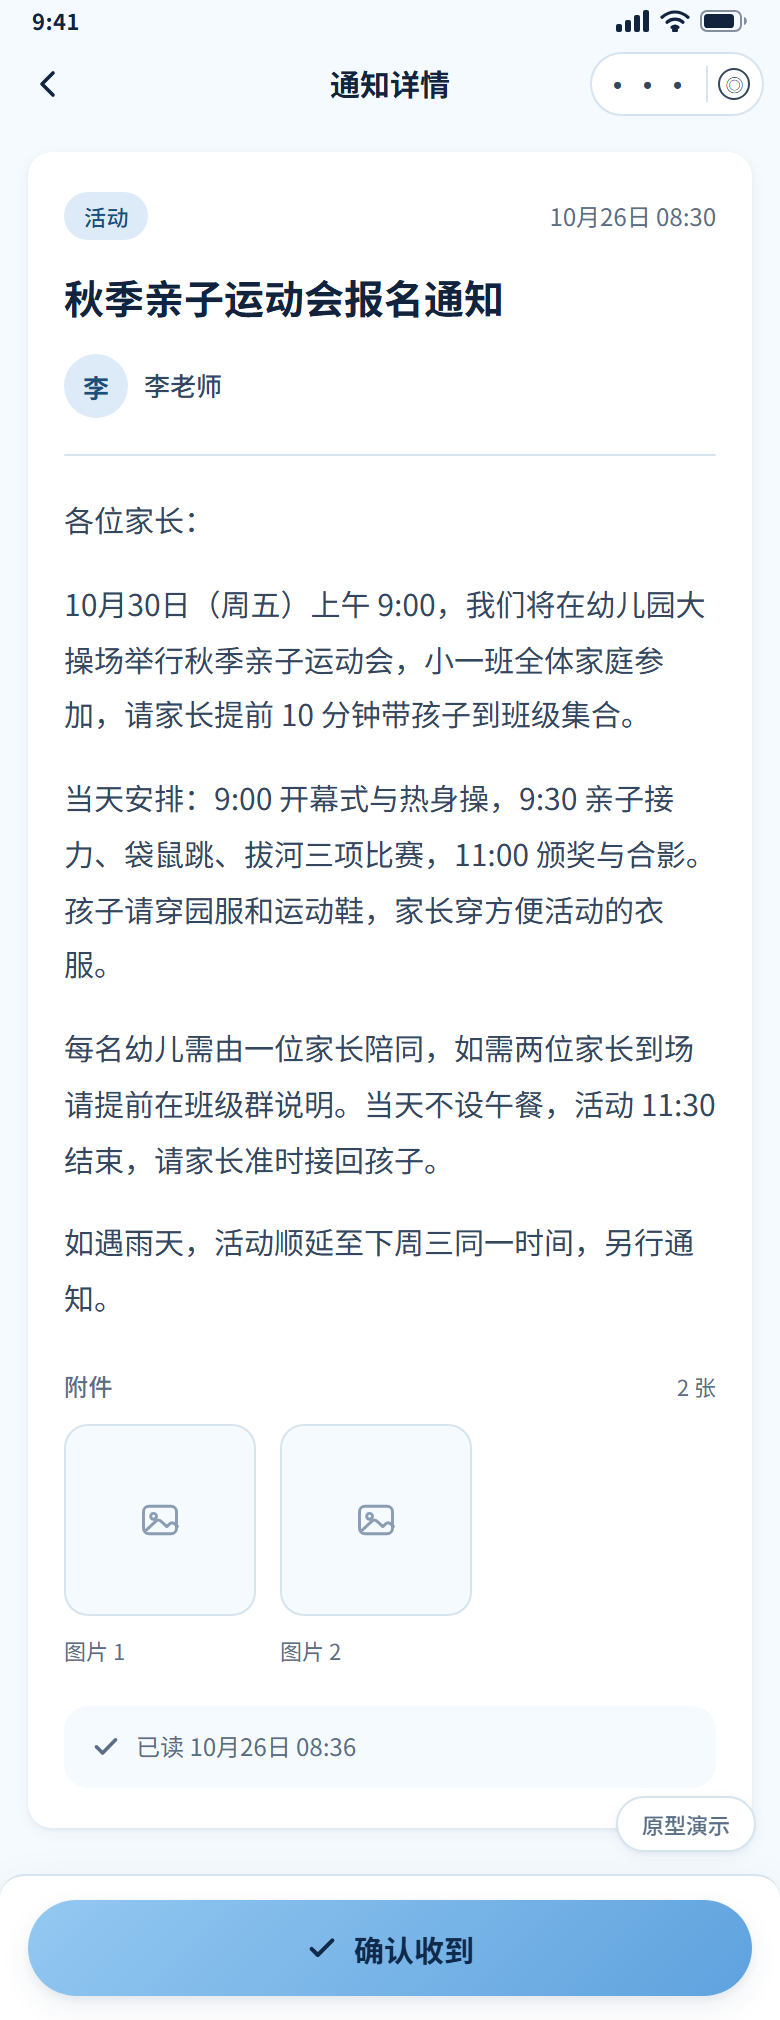 9:41
通知详情
活动
10月26日 08:30
秋季亲子运动会报名通知
李
李老师
各位家长：
10月30日（周五）上午 9:00，我们将在幼儿园大
操场举行秋季亲子运动会，小一班全体家庭参
加，请家长提前 10 分钟带孩子到班级集合。
当天安排：9:00 开幕式与热身操，9:30 亲子接
力、袋鼠跳、拔河三项比赛，11:00 颁奖与合影。
孩子请穿园服和运动鞋，家长穿方便活动的衣
服。
每名幼儿需由一位家长陪同，如需两位家长到场
请提前在班级群说明。当天不设午餐，活动 11:30
结束，请家长准时接回孩子。
如遇雨天，活动顺延至下周三同一时间，另行通
知。
附件
2 张
图片 1
图片 2
已读 10月26日 08:36
原型演示
确认收到